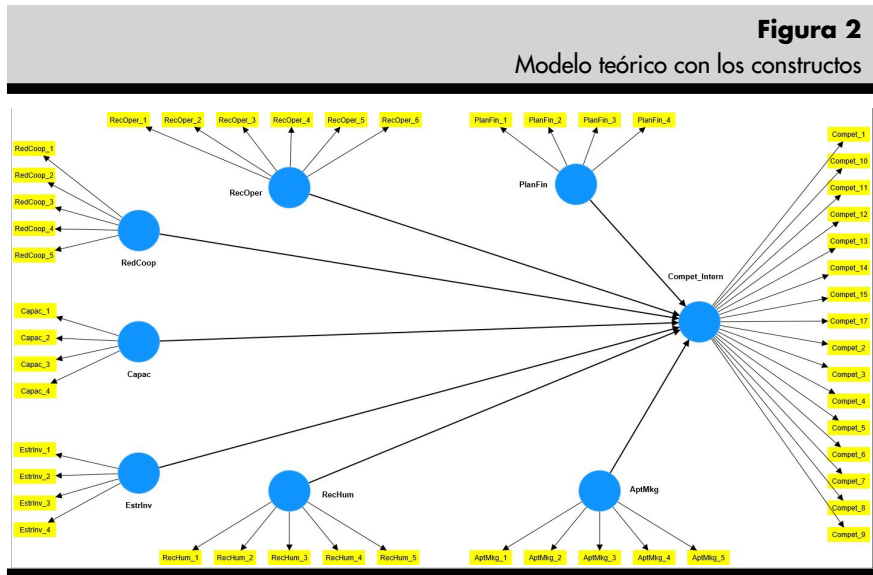 Figura 2
Modelo teórico con los constructos
RecOper_1 RecOper_2 RecOper_3 RecOper_4 RecOper_5 RecOper_6
PlanFin_1 PlanFin_2 PlanFin_3 PlanFin_4
RedCoop_1
RedCoop_2
RedCoop_3
RedCoop_4
RedCoop_5
RecOper
PlanFin
RedCoop
Compet_Intern
Compet_1
Compet_10
Compet_11
Compet_12
Compet_13
Compet_14
Compet_15
Compet_17
Compet_2
Compet_3
Compet_4
Compet_5
Compet_6
Compet_7
Compet_8
Compet_9
Capac_1
Capac_2
Capac_3
Capac_4
Capac
EstrInv_1
EstrInv_2
EstrInv_3
EstrInv_4
EstrInv
RecHum
AptMkg
RecHum_1 RecHum_2 RecHum_3 RecHum_4 RecHum_5
AptMkg_1 AptMkg_2 AptMkg_3 AptMkg_4 AptMkg_5